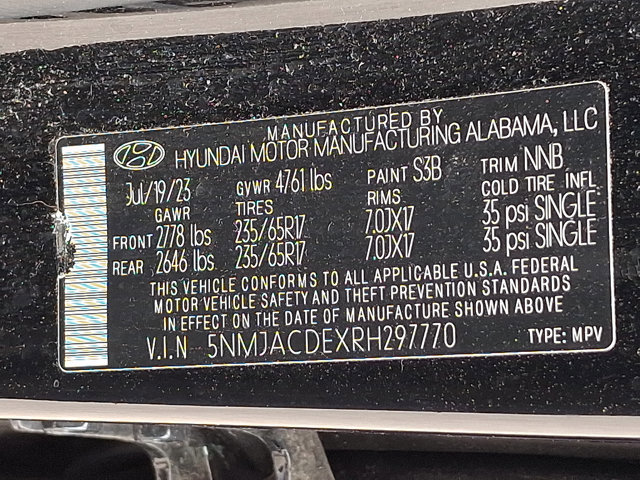 MANUFACTURED BY
HYUNDAI MOTOR MANUFACTURING ALABAMA, LLC
Jul/19/23 GVWR 4761 lbs PAINT S3B TRIM NNB
GAWR TIRES RIMS COLD TIRE INFL
FRONT 2778 lbs 235/65R17 7.0JX17 35 psi SINGLE
REAR 2646 lbs 235/65R17 7.0JX17 35 psi SINGLE
THIS VEHICLE CONFORMS TO ALL APPLICABLE U.S.A. FEDERAL
MOTOR VEHICLE SAFETY AND THEFT PREVENTION STANDARDS
IN EFFECT ON THE DATE OF MANUFACTURE SHOWN ABOVE
V.I.N 5NMJACDEXRH297770 TYPE: MPV